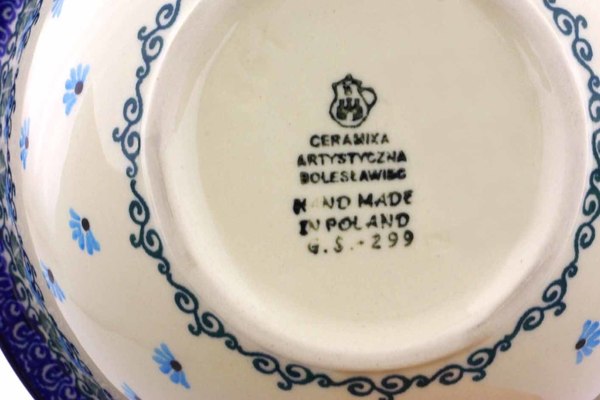 CERAMIKA
ARTYSTYCZNA
BOLESŁAWIEC
HAND MADE
IN POLAND
G.S.-299